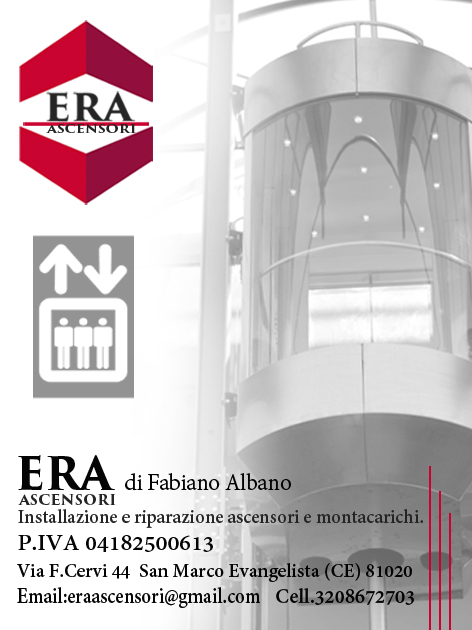 ERA
ASCENSORI
ERA di Fabiano Albano
ASCENSORI
Installazione e riparazione ascensori e montacarichi.
P.IVA 04182500613
Via F.Cervi 44 San Marco Evangelista (CE) 81020
Email:eraascensori@gmail.com Cell.3208672703